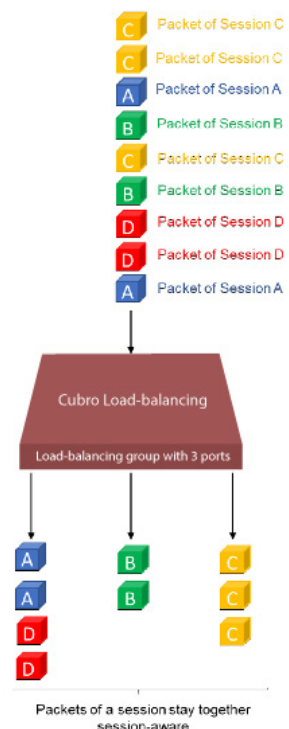 C Packet of Session C
C Packet of Session C
A Packet of Session A
B Packet of Session B
C Packet of Session C
B Packet of Session B
D Packet of Session D
D Packet of Session D
A Packet of Session A
Cubro Load-balancing
Load-balancing group with 3 ports
A B C
A B C
D C
D
Packets of a session stay together
session-aware